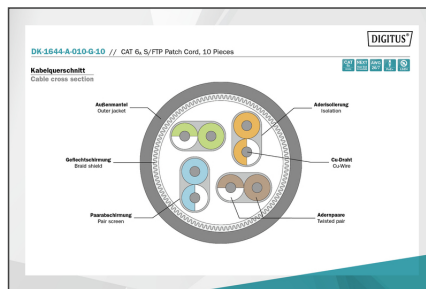 DIGITUS®
DK-1644-A-010-G-10 // CAT 6A S/FTP Patch Cord, 10 Pieces
Kabelquerschnitt
Cable cross section
Außenmantel
Outer jacket
Aderisolierung
Isolation
Geflechtschirmung
Braid shield
Cu-Draht
Cu-Wire
Paarabschirmung
Pair screen
Adernpaare
Twisted pair